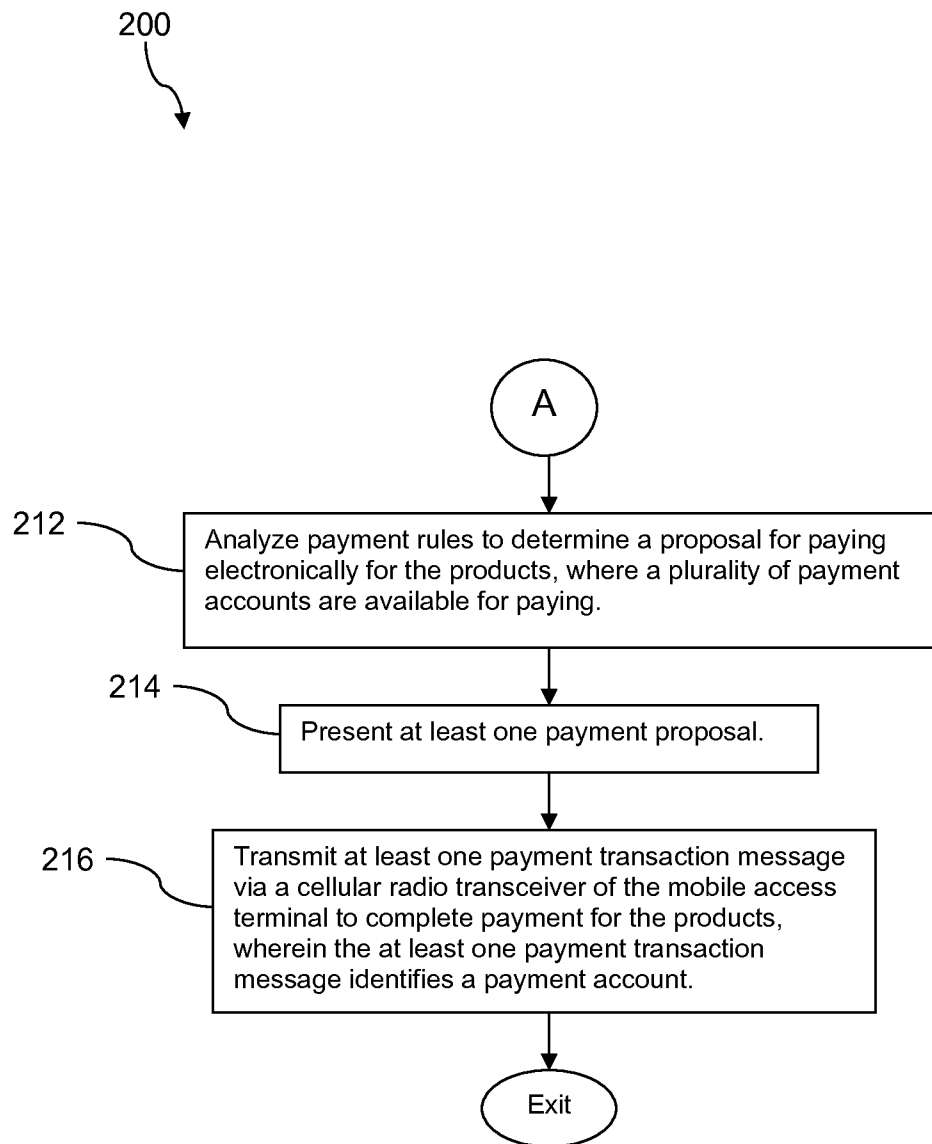 200
A
212
Analyze payment rules to determine a proposal for paying
electronically for the products, where a plurality of payment
accounts are available for paying.
214
Present at least one payment proposal.
216
Transmit at least one payment transaction message
via a cellular radio transceiver of the mobile access
terminal to complete payment for the products,
wherein the at least one payment transaction
message identifies a payment account.
Exit